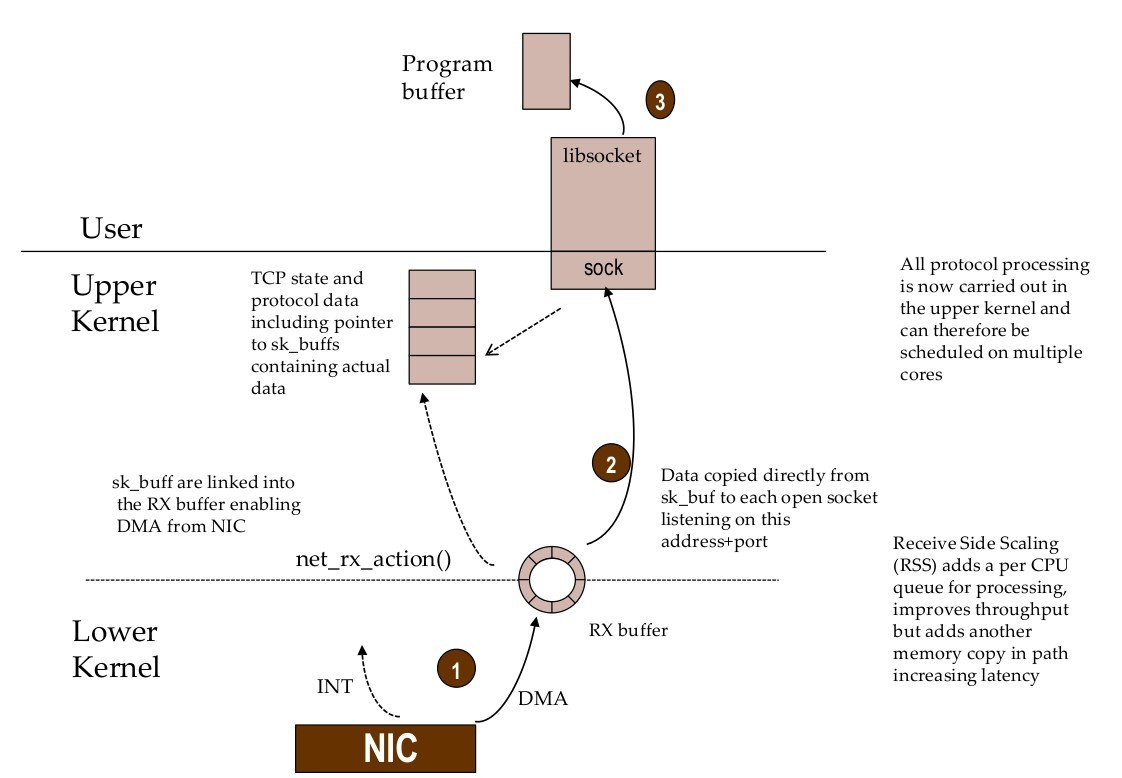 Program
buffer
3
libsocket
User
sock
Upper
Kernel
TCP state and
protocol data
including pointer
to sk_buffs
containing actual
data
All protocol processing
is now carried out in
the upper kernel and
can therefore be
scheduled on multiple
cores
2
sk_buff are linked into
the RX buffer enabling
DMA from NIC
Data copied directly from
sk_buf to each open socket
listening on this
address+port
net_rx_action()
Receive Side Scaling
(RSS) adds a per CPU
queue for processing,
improves throughput
but adds another
memory copy in path
increasing latency
RX buffer
Lower
Kernel
1
INT
DMA
NIC